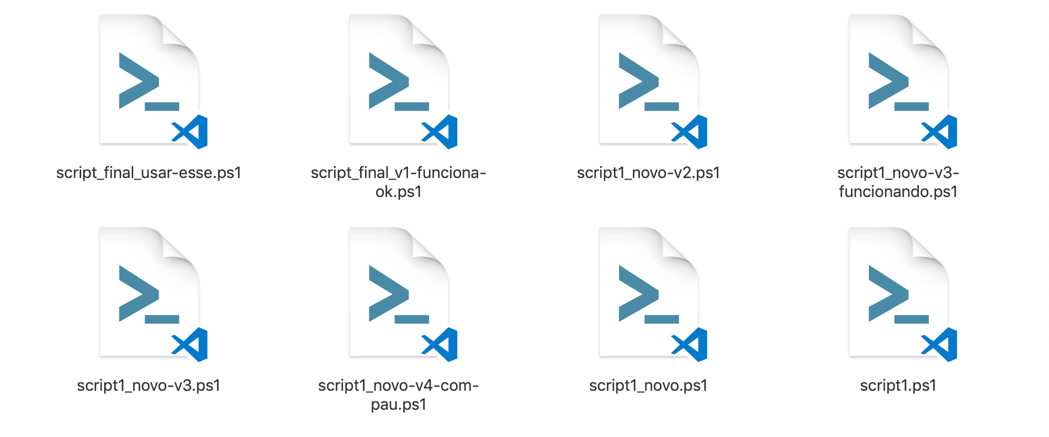 script_final_usar-esse.ps1
script_final_v1-funciona-
ok.ps1
script1_novo-v2.ps1
script1_novo-v3-
funcionando.ps1
script1_novo-v3.ps1
script1_novo-v4-com-
pau.ps1
script1_novo.ps1
script1.ps1